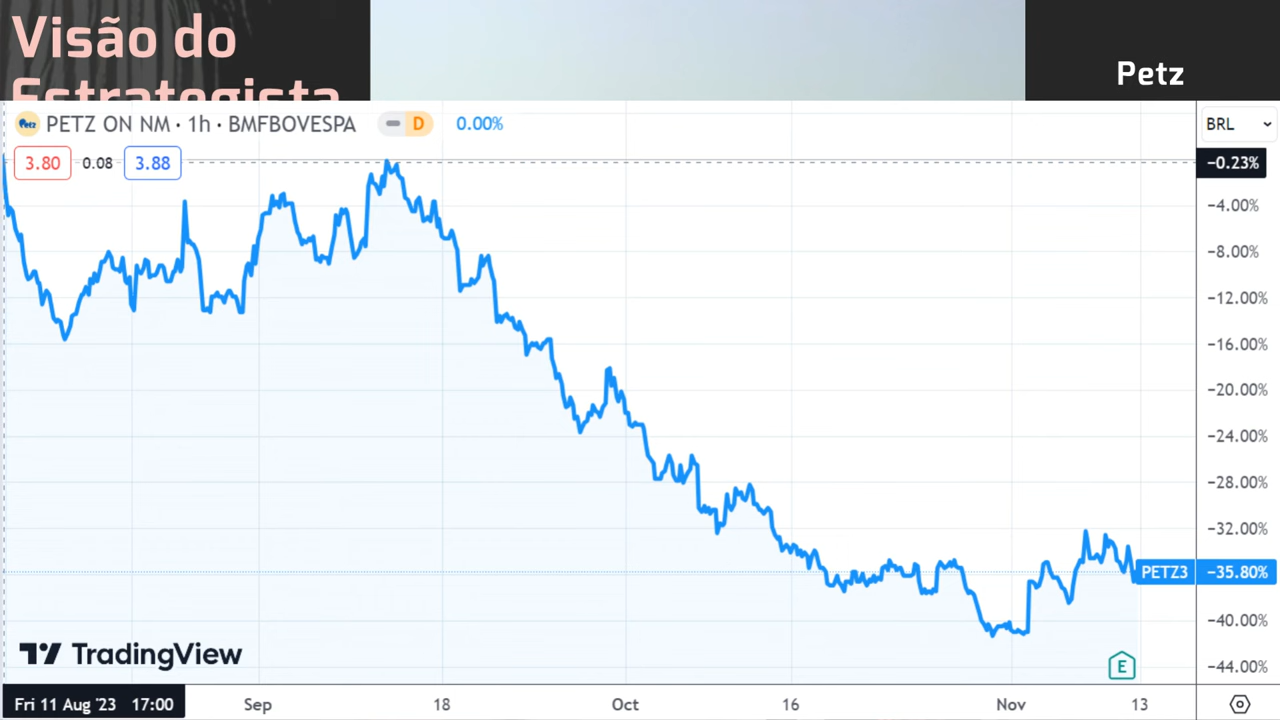 Visão do
Estrategista
Petz
PETZ ON NM · 1h · BMFBOVESPA
D
0.00%
BRL
3.80
0.08
3.88
−0.23%
−4.00%
−8.00%
−12.00%
−16.00%
−20.00%
−24.00%
−28.00%
−32.00%
PETZ3
−35.80%
−40.00%
−44.00%
TradingView
E
Fri 11 Aug '23 17:00
Sep
18
Oct
16
Nov
13